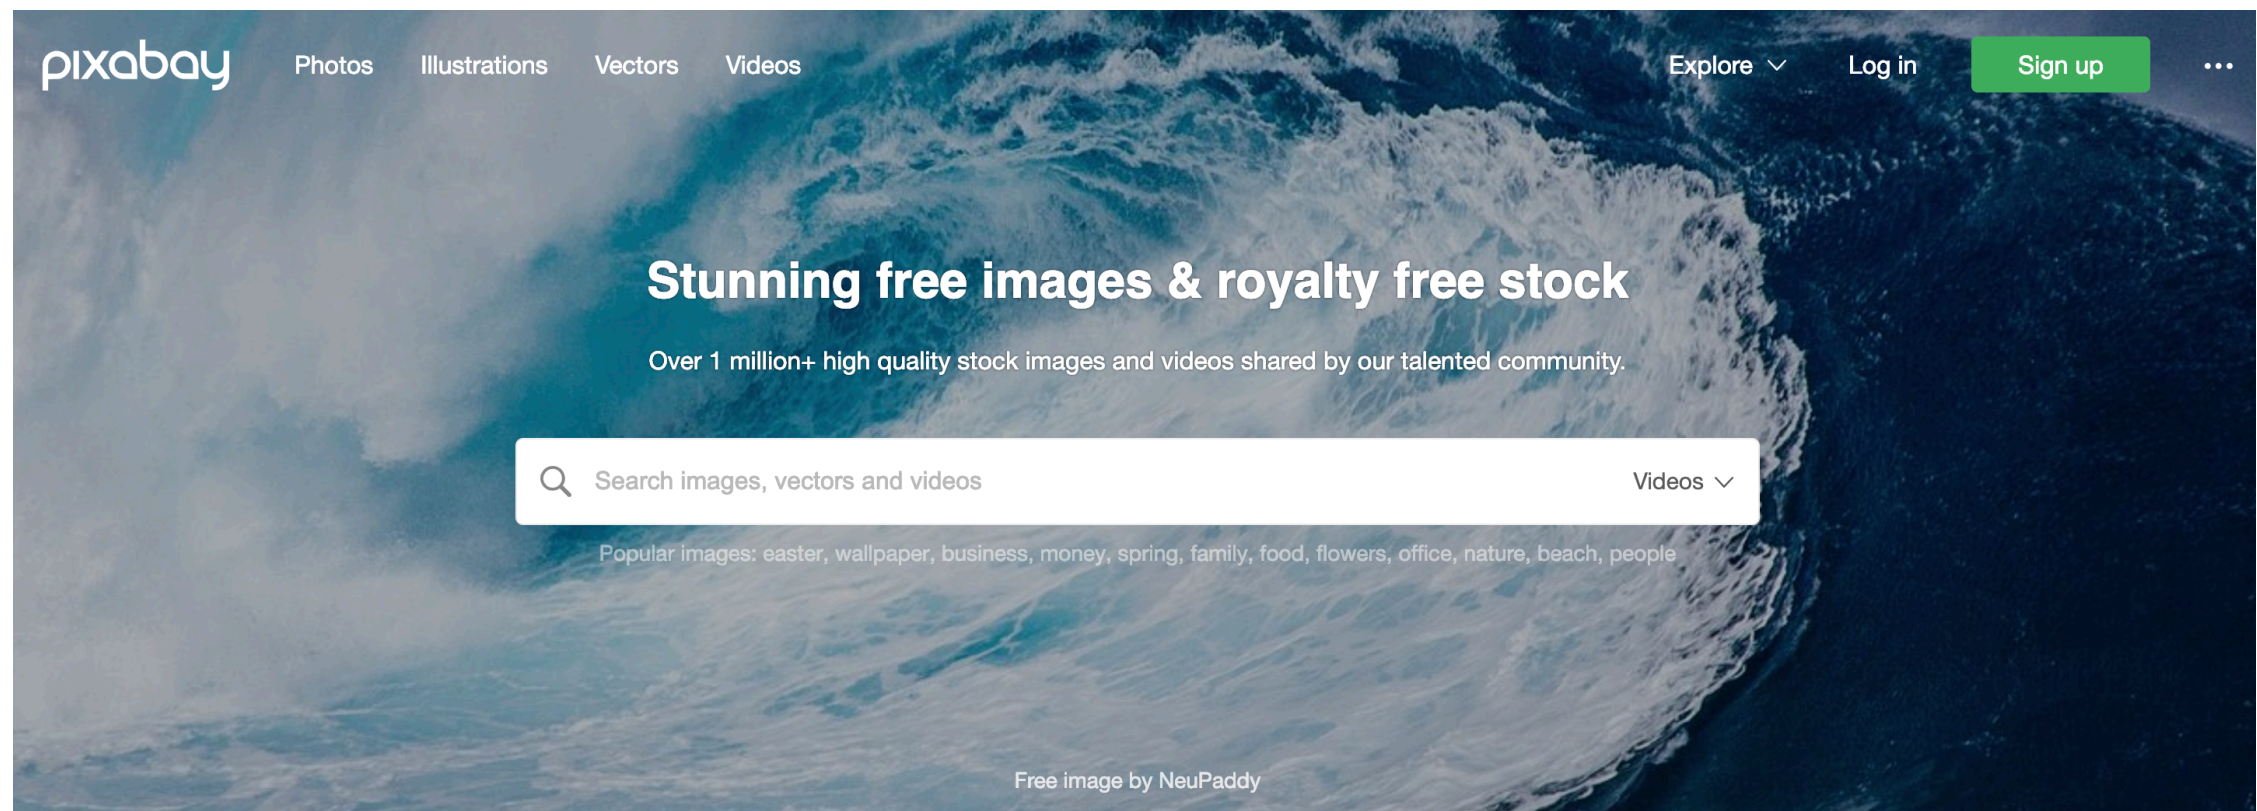 pixabay Photos Illustrations Vectors Videos Explore Log in Sign up
Stunning free images & royalty free stock
Over 1 million+ high quality stock images and videos shared by our talented community.
Search images, vectors and videos Videos
Popular images: easter, wallpaper, business, money, spring, family, food, flowers, office, nature, beach, people
Free image by NeuPaddy